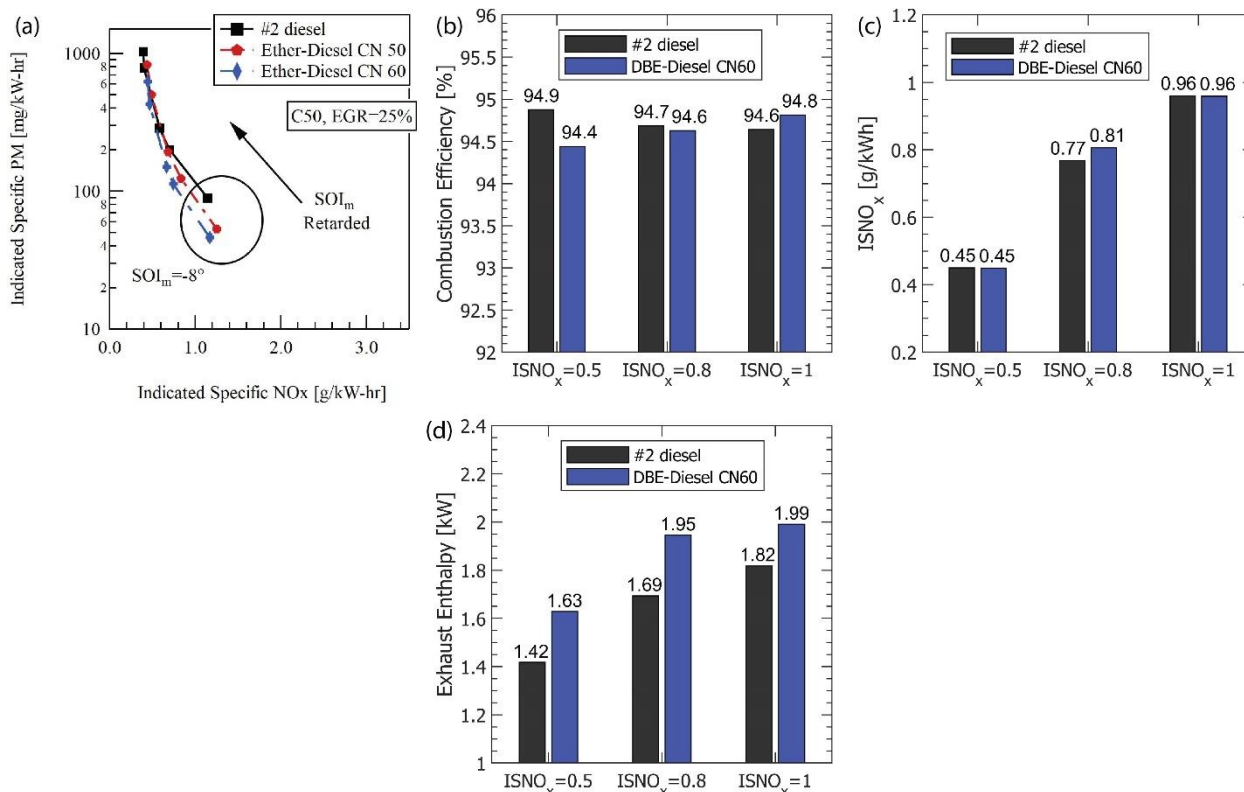 (a)
#2 diesel
Ether-Diesel CN 50
Ether-Diesel CN 60
C50, EGR=25%
SOIm
Retarded
SOIm=-8°
Indicated Specific PM [mg/kW-hr]
1000
8
6
4
2
100
8
6
4
2
10
0.0
1.0
2.0
3.0
Indicated Specific NOx [g/kW-hr]
(b)
#2 diesel
DBE-Diesel CN60
Combustion Efficiency [%]
96
95.5
95
94.5
94
93.5
93
92.5
92
94.9
94.4
94.7
94.6
94.6
94.8
ISNOx=0.5
ISNOx=0.8
ISNOx=1
(c)
#2 diesel
DBE-Diesel CN60
ISNOx [g/kWh]
1.2
1
0.8
0.6
0.4
0.2
0.45
0.45
0.77
0.81
0.96
0.96
ISNOx=0.5
ISNOx=0.8
ISNOx=1
(d)
#2 diesel
DBE-Diesel CN60
Exhaust Enthalpy [kW]
2.4
2.2
2
1.8
1.6
1.4
1.2
1
1.42
1.63
1.69
1.95
1.82
1.99
ISNOx=0.5
ISNOx=0.8
ISNOx=1